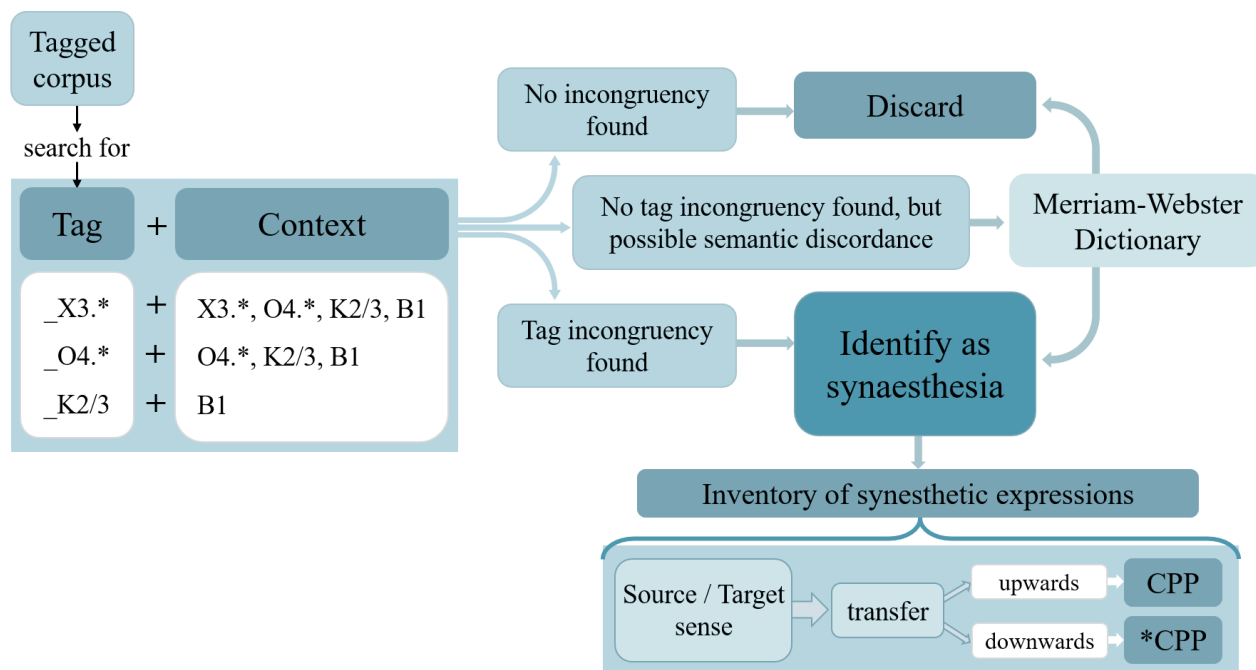 Tagged
corpus
search for
Tag + Context
_X3.* + X3.*, O4.*, K2/3, B1
_O4.* + O4.*, K2/3, B1
_K2/3 + B1
No incongruency
found
Discard
No tag incongruency found, but
possible semantic discordance
Merriam-Webster
Dictionary
Tag incongruency
found
Identify as
synaesthesia
Inventory of synesthetic expressions
Source / Target
sense
transfer
upwards
CPP
downwards
*CPP